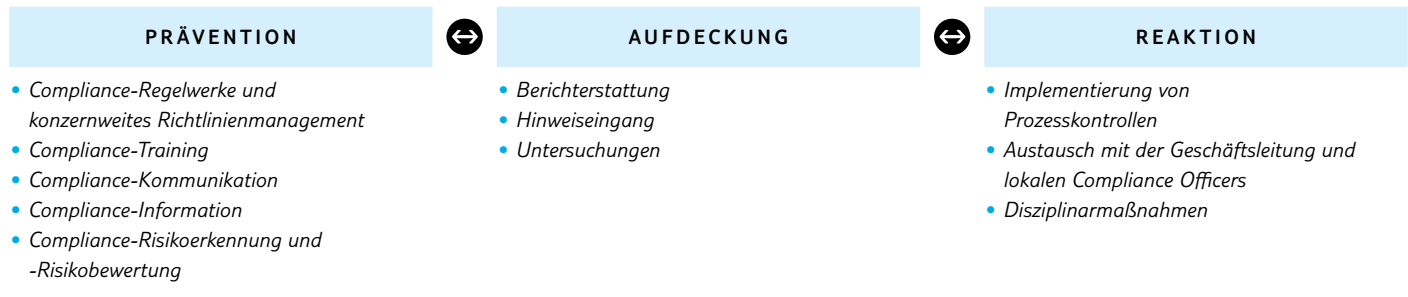 PRÄVENTION
• Compliance-Regelwerke und
konzernweites Richtlinienmanagement
• Compliance-Training
• Compliance-Kommunikation
• Compliance-Information
• Compliance-Risikoerkennung und
-Risikobewertung
AUFDECKUNG
• Berichterstattung
• Hinweiseingang
• Untersuchungen
REAKTION
• Implementierung von
Prozesskontrollen
• Austausch mit der Geschäftsleitung und
lokalen Compliance Officers
• Disziplinarmaßnahmen